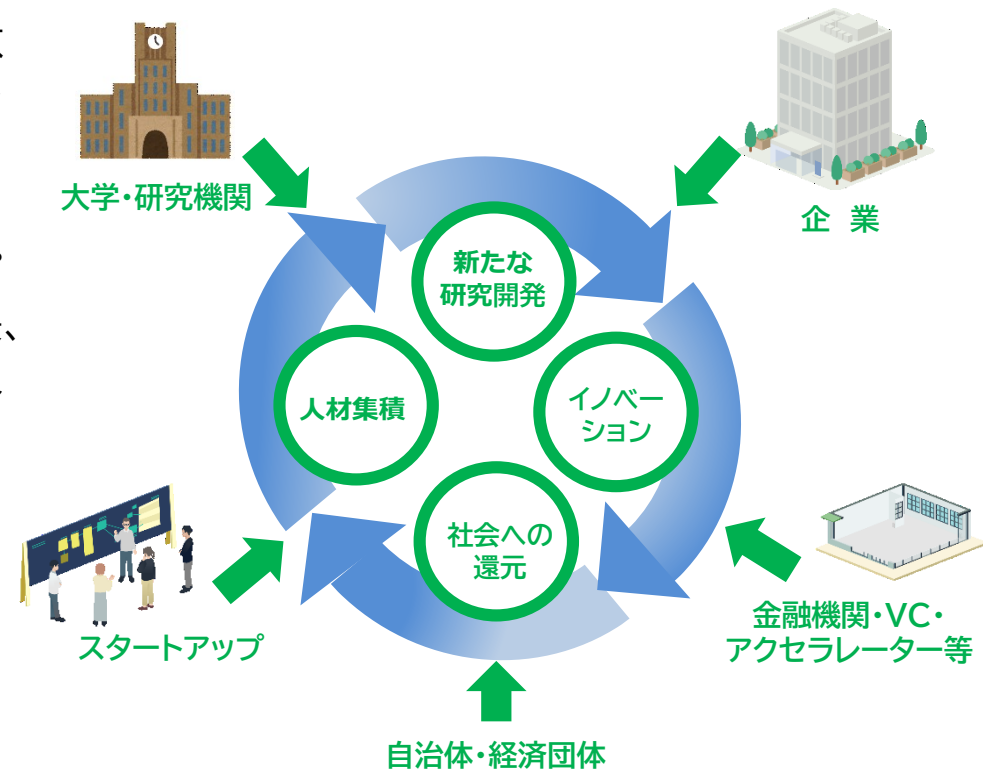 大学・研究機関
企 業
新たな
研究開発
人材集積
イノベー
ション
社会への
還元
スタートアップ
金融機関・VC・
アクセラレーター等
自治体・経済団体